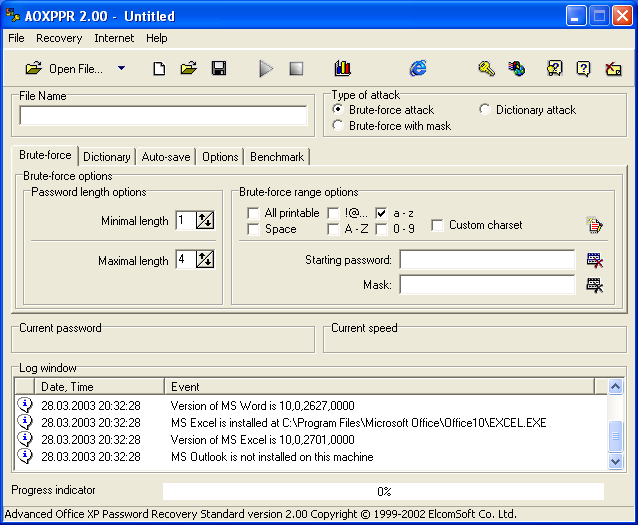 AOXPPR 2.00 - Untitled
File Recovery Internet Help
Open File...
File Name
Type of attack
Brute-force attack
Dictionary attack
Brute-force with mask
Brute-force Dictionary Auto-save Options Benchmark
Brute-force options
Password length options
Minimal length 1
Maximal length 4
Brute-force range options
All printable !@... a - z
Space A - Z 0 - 9
Custom charset
Starting password:
Mask:
Current password
Current speed
Log window
Date, Time Event
28.03.2003 20:32:28 Version of MS Word is 10,0,2627,0000
28.03.2003 20:32:28 MS Excel is installed at C:\Program Files\Microsoft Office\Office10\EXCEL.EXE
28.03.2003 20:32:28 Version of MS Excel is 10,0,2701,0000
28.03.2003 20:32:28 MS Outlook is not installed on this machine
Progress indicator 0%
Advanced Office XP Password Recovery Standard version 2.00 Copyright © 1999-2002 ElcomSoft Co. Ltd.